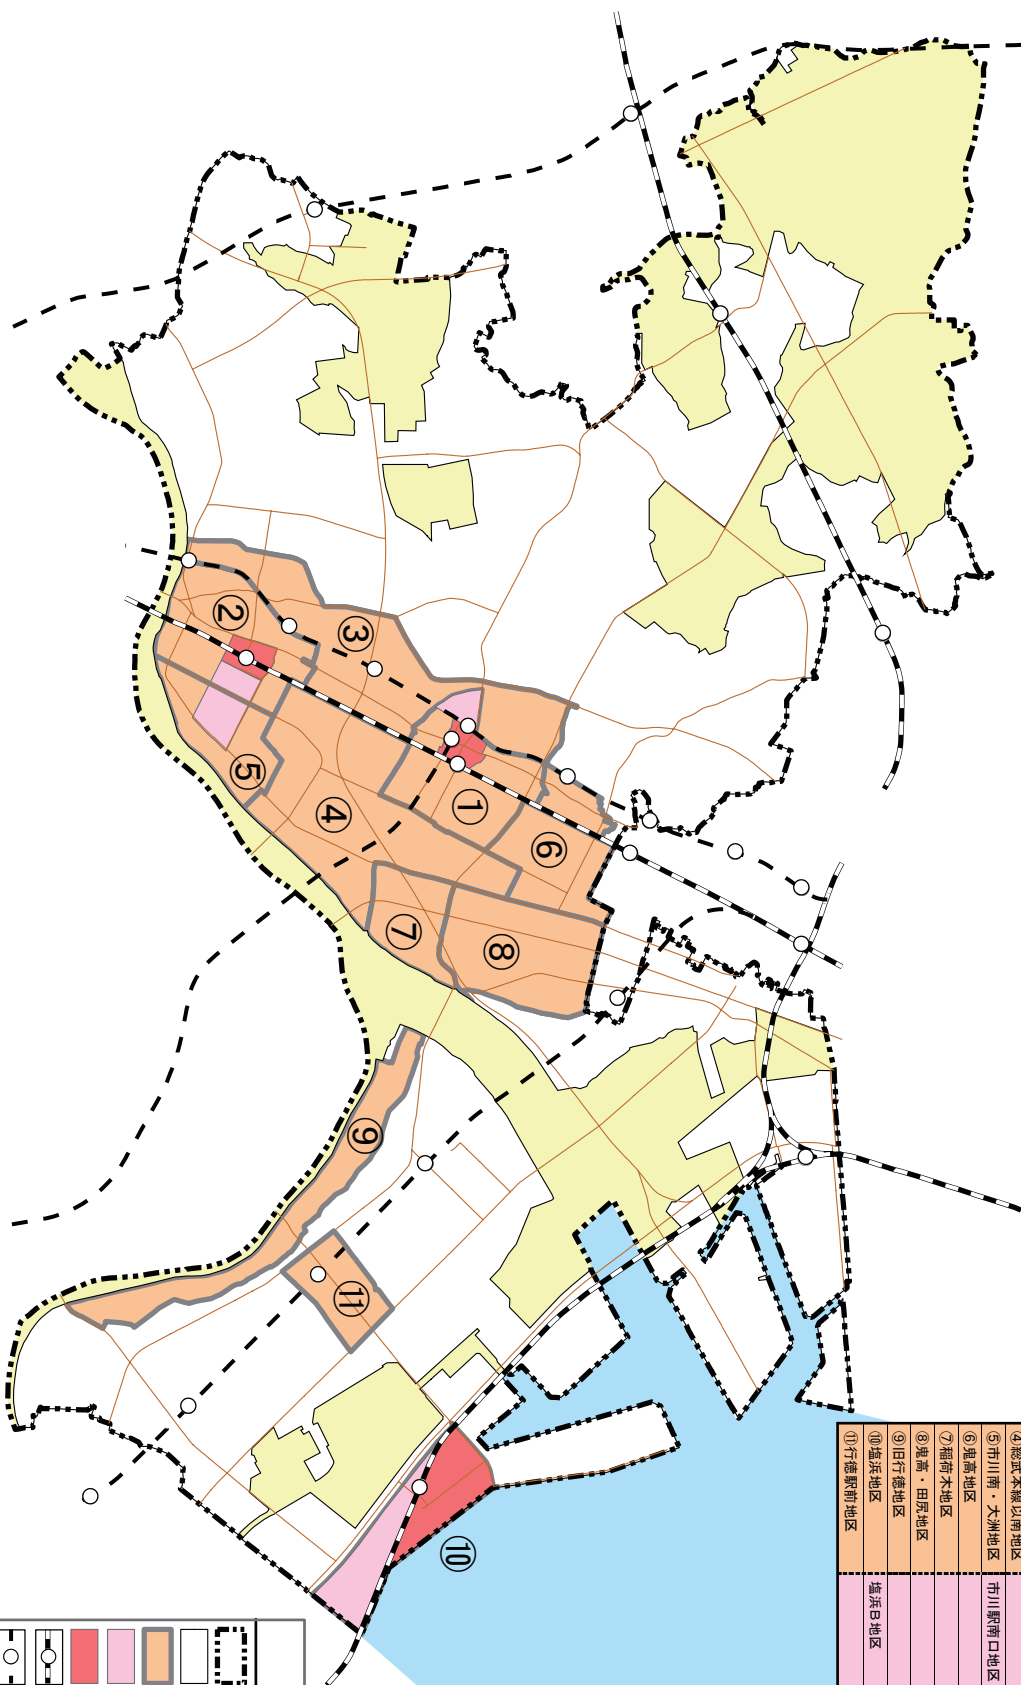 ②
③
①
⑤
④
⑥
⑦
⑧
⑨
⑪
⑩
④総武本線以南地区
⑤市川南・大洲地区 市川駅南口地区
⑥鬼高地区
⑦稲荷木地区
⑧鬼高・田尻地区
⑨旧行徳地区
⑩塩浜地区 塩浜B地区
⑪行徳駅前地区